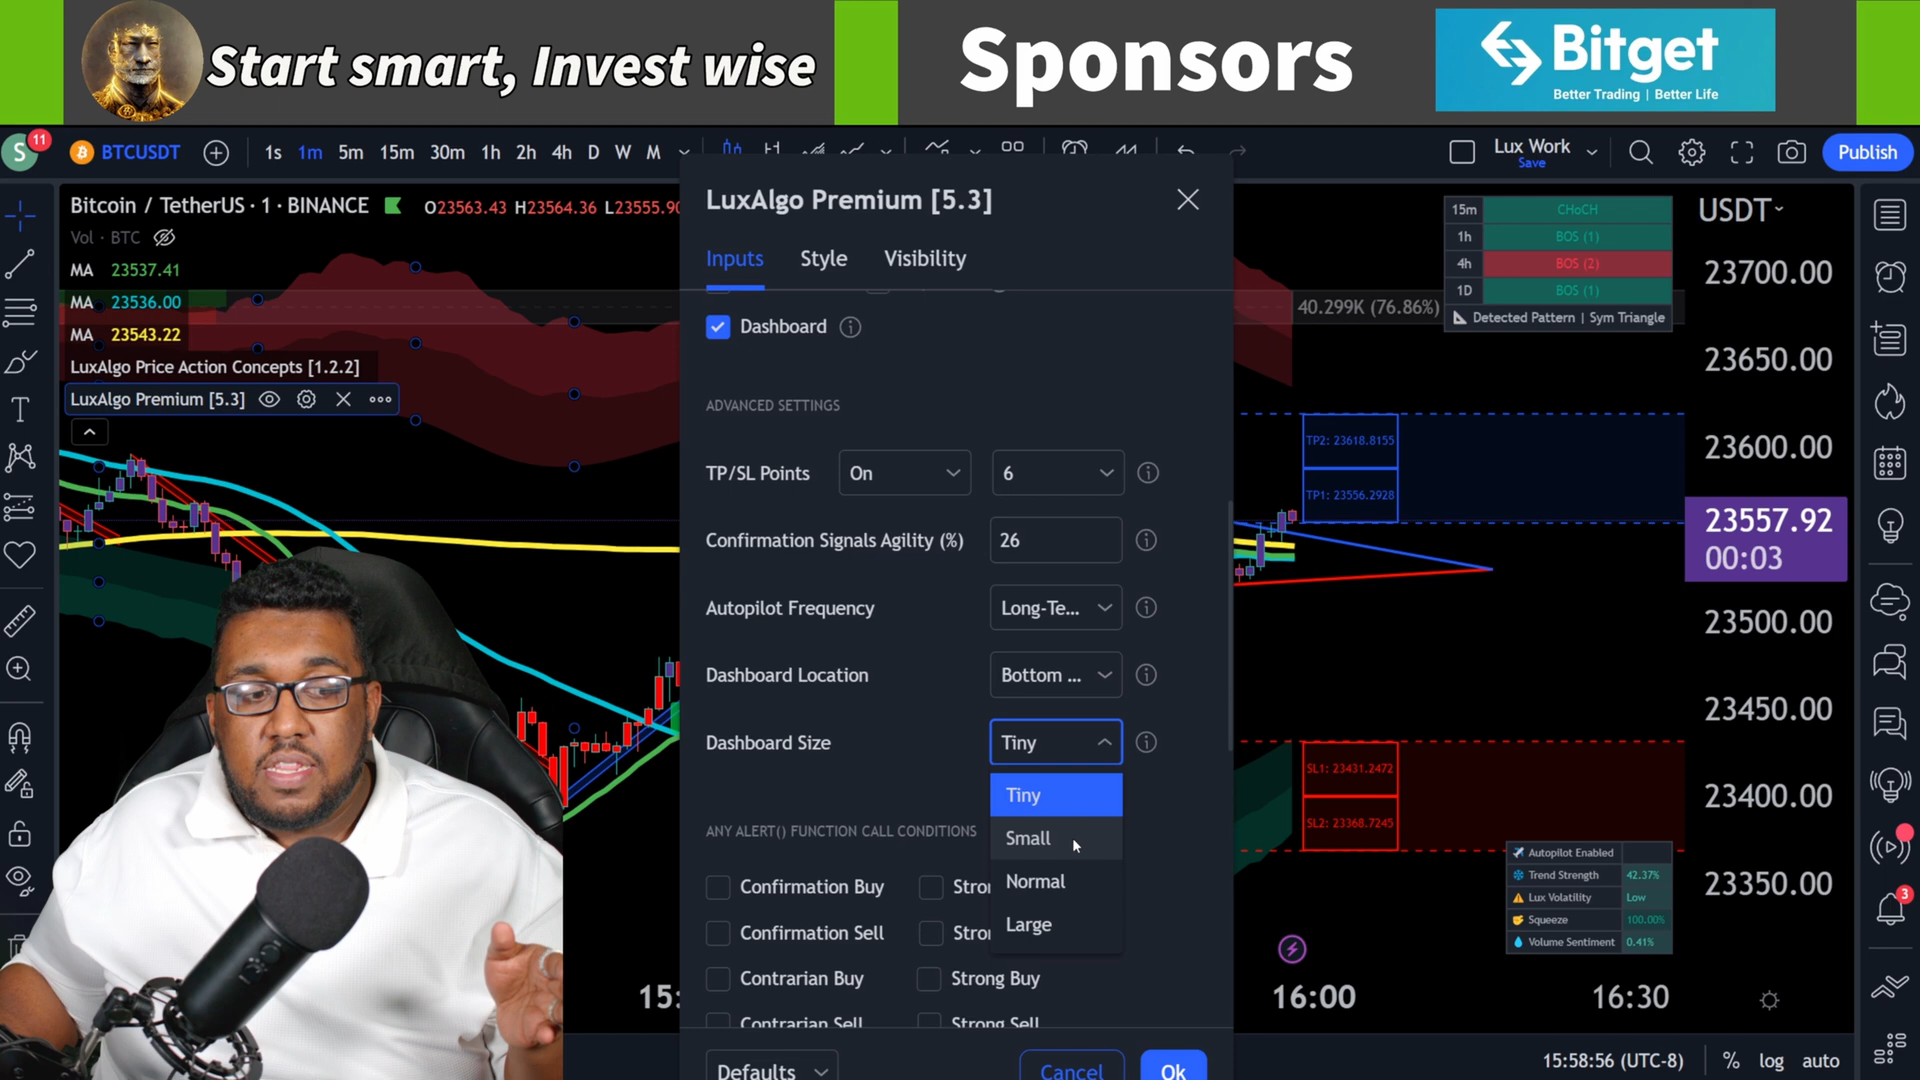 Start smart, Invest wise
Sponsors
Bitget
Better Trading | Better Life
S
11
BTCUSDT
1s 1m 5m 15m 30m 1h 2h 4h D W M
Lux Work
Save
Publish
Bitcoin / TetherUS · 1 · BINANCE
O23563.43 H23564.36 L23555.90
Vol · BTC
MA 23537.41
MA 23536.00
MA 23543.22
LuxAlgo Price Action Concepts [1.2.2]
LuxAlgo Premium [5.3]
LuxAlgo Premium [5.3]
Inputs Style Visibility
Dashboard
ADVANCED SETTINGS
TP/SL Points On 6
Confirmation Signals Agility (%) 26
Autopilot Frequency Long-Te...
Dashboard Location Bottom ...
Dashboard Size Tiny
Tiny
Small
Normal
Large
ANY ALERT() FUNCTION CALL CONDITIONS
Confirmation Buy Stro
Confirmation Sell Stro
Contrarian Buy Strong Buy
Contrarian Sell Strong Sell
Defaults Cancel Ok
40.299K (76.86%)
15m CHoCH
1h BOS (1)
4h BOS (2)
1D BOS (1)
Detected Pattern | Sym Triangle
USDT
23700.00
23650.00
23600.00
23557.92
00:03
23500.00
23450.00
23400.00
23350.00
TP2: 23618.8155
TP1: 23556.2928
SL1: 23431.2472
SL2: 23368.7245
Autopilot Enabled
Trend Strength 42.37%
Lux Volatility Low
Squeeze 100.00%
Volume Sentiment 0.41%
3
15:
16:00
16:30
15:58:56 (UTC-8) % log auto